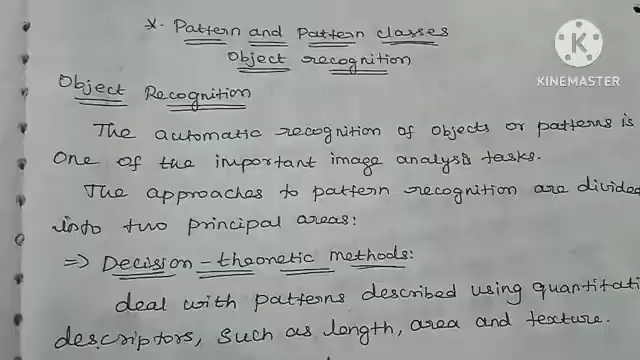 * Pattern and Pattern classes
Object recognition
KINEMASTER
Object Recognition
The automatic recognition of objects or patterns is
one of the important image analysis tasks.
The approaches to pattern recognition are divided
into two principal areas:
=> Decision-theonetic methods:
deal with patterns described using quantitati
descriptors, such as length, area and texture.